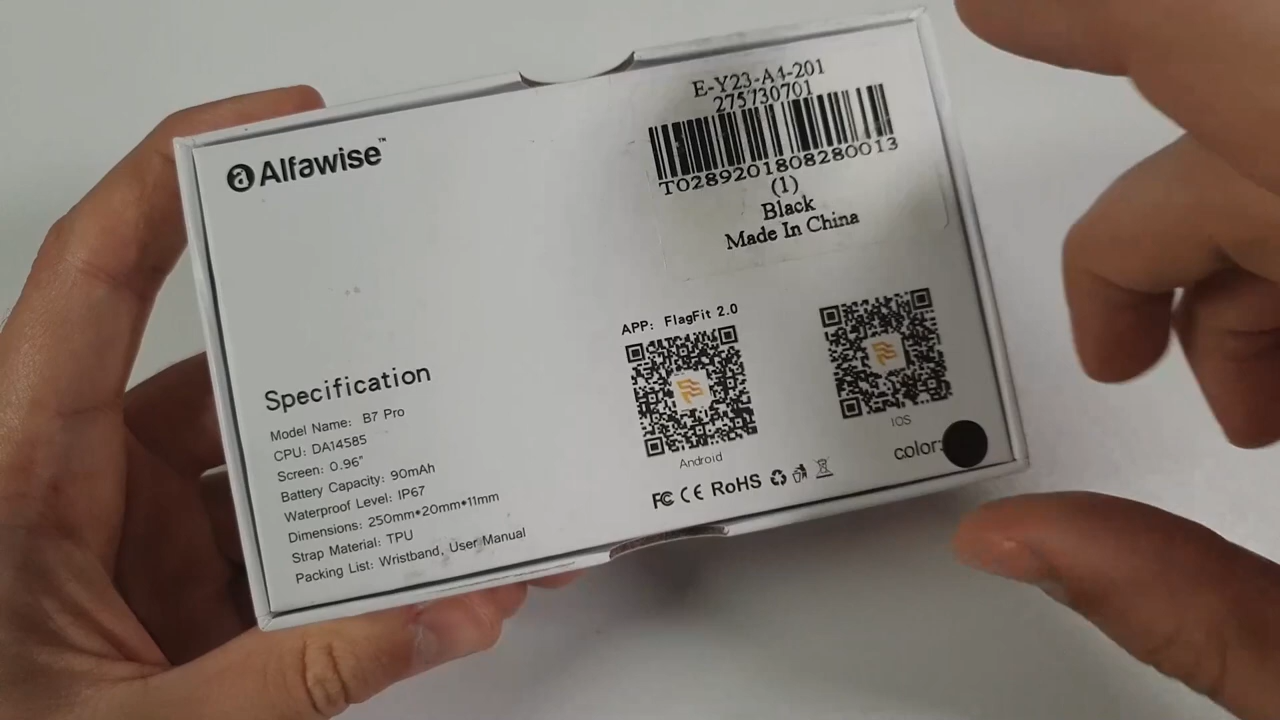 Alfawise™
E-Y23-A4-201
275730701
T0289201808280013
(1)
Black
Made In China
Specification
Model Name: B7 Pro
CPU: DA14585
Screen: 0.96"
Battery Capacity: 90mAh
Waterproof Level: IP67
Dimensions: 250mm*20mm*11mm
Strap Material: TPU
Packing List: Wristband, User Manual
APP: FlagFit 2.0
Android
IOS
color:
FC CE RoHS